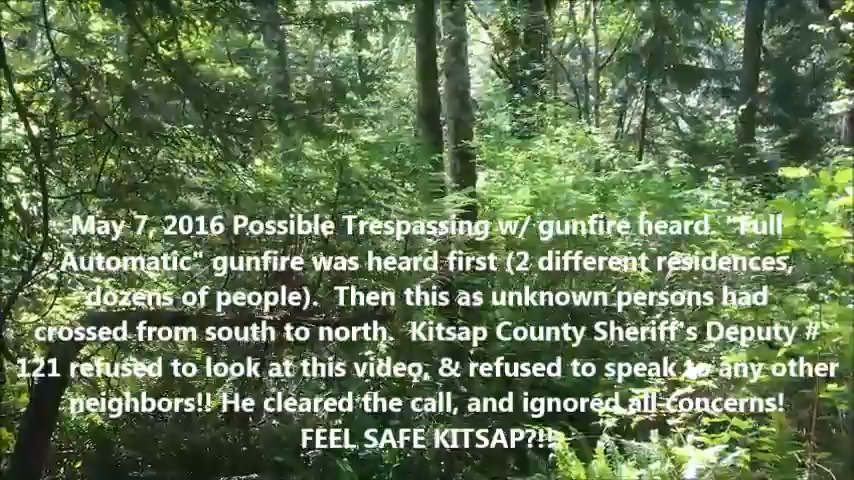 May 7, 2016 Possible Trespassing w/ gunfire heard. "Full
Automatic" gunfire was heard first (2 different residences,
dozens of people). Then this as unknown persons had
crossed from south to north. Kitsap County Sheriff's Deputy #
121 refused to look at this video, & refused to speak to any other
neighbors!! He cleared the call, and ignored all concerns!
FEEL SAFE KITSAP?!!